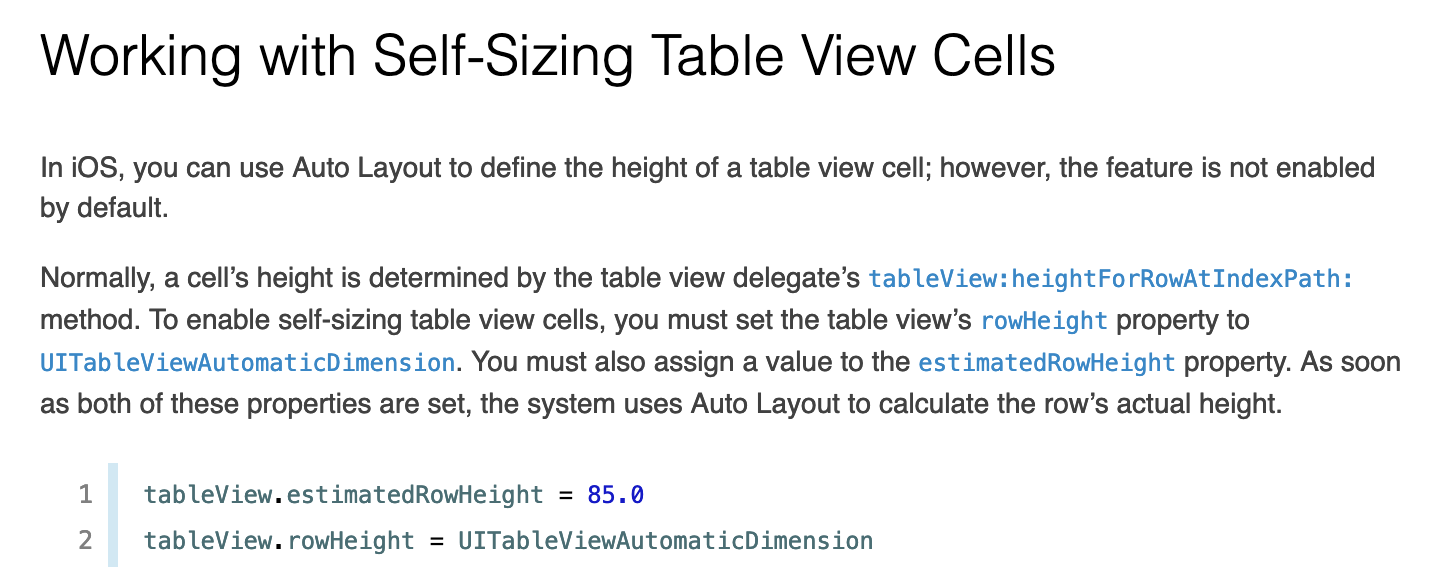 Working with Self-Sizing Table View Cells
In iOS, you can use Auto Layout to define the height of a table view cell; however, the feature is not enabled
by default.
Normally, a cell’s height is determined by the table view delegate’s tableView:heightForRowAtIndexPath:
method. To enable self-sizing table view cells, you must set the table view’s rowHeight property to
UITableViewAutomaticDimension. You must also assign a value to the estimatedRowHeight property. As soon
as both of these properties are set, the system uses Auto Layout to calculate the row’s actual height.
1 tableView.estimatedRowHeight = 85.0
2 tableView.rowHeight = UITableViewAutomaticDimension